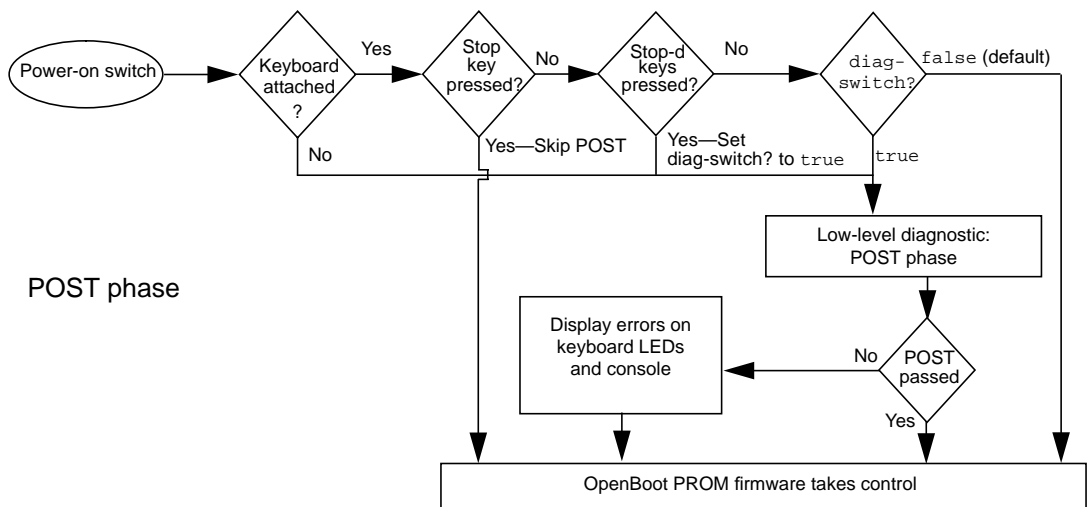 Power-on switch
Keyboard
attached
?
Yes
No
Stop
key
pressed?
No
Yes—Skip POST
Stop-d
keys
pressed?
No
Yes—Set
diag-switch? to true
diag-
switch?
false (default)
true
Low-level diagnostic:
POST phase
POST phase
Display errors on
keyboard LEDs
and console
No
POST
passed
Yes
OpenBoot PROM firmware takes control